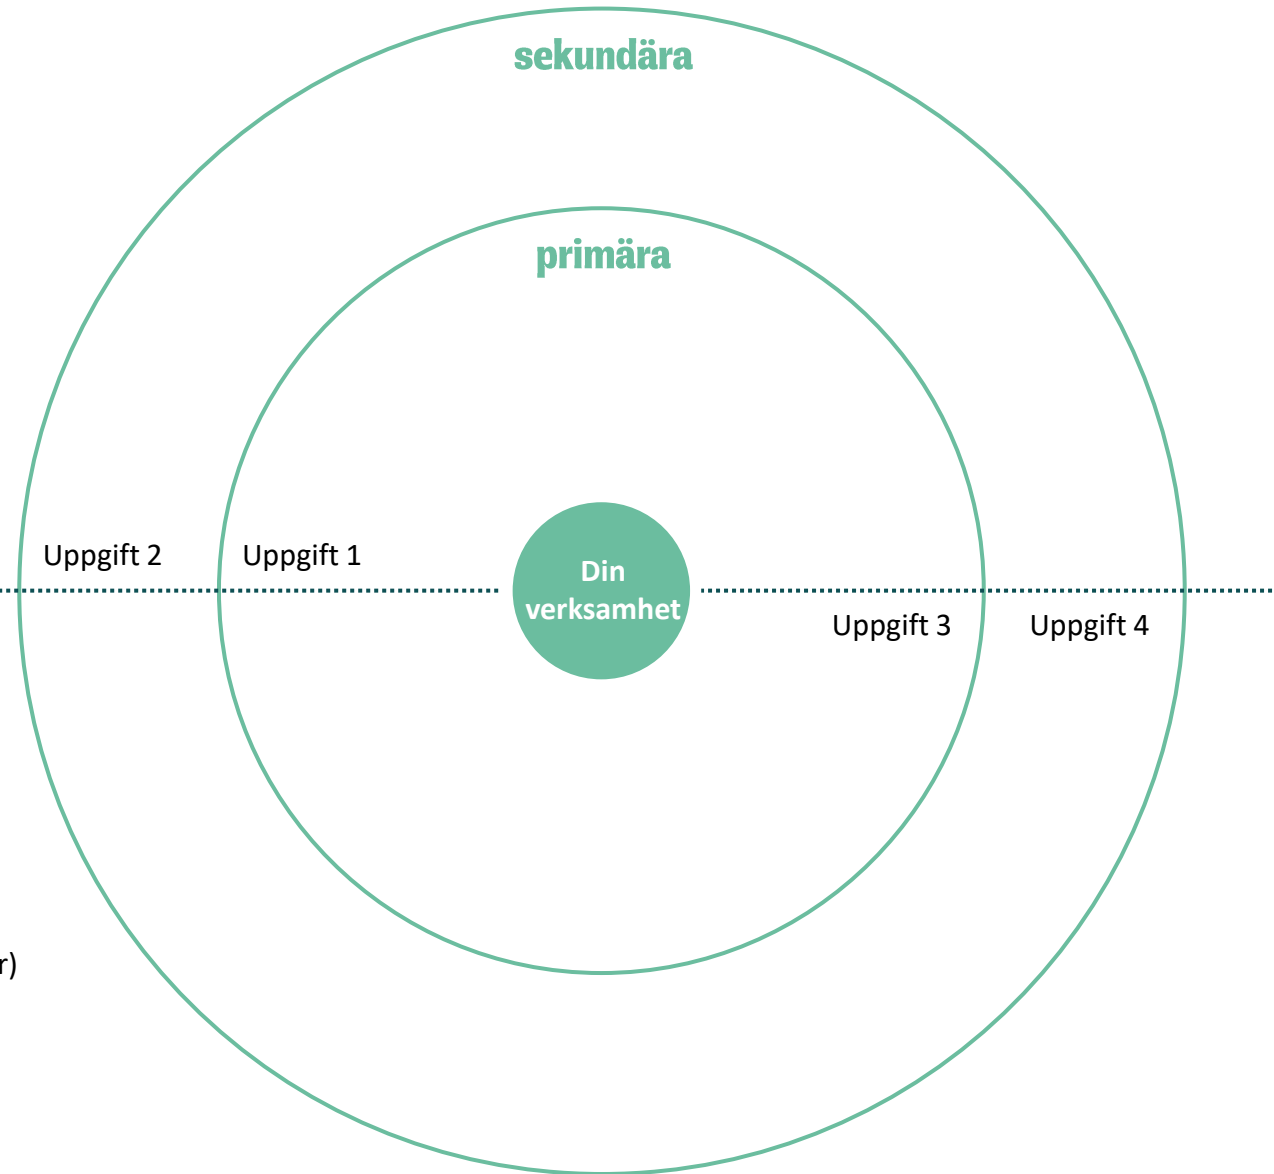 sekundära
primära
Uppgift 2
Uppgift 1
Din
verksamhet
Uppgift 3
Uppgift 4
r)